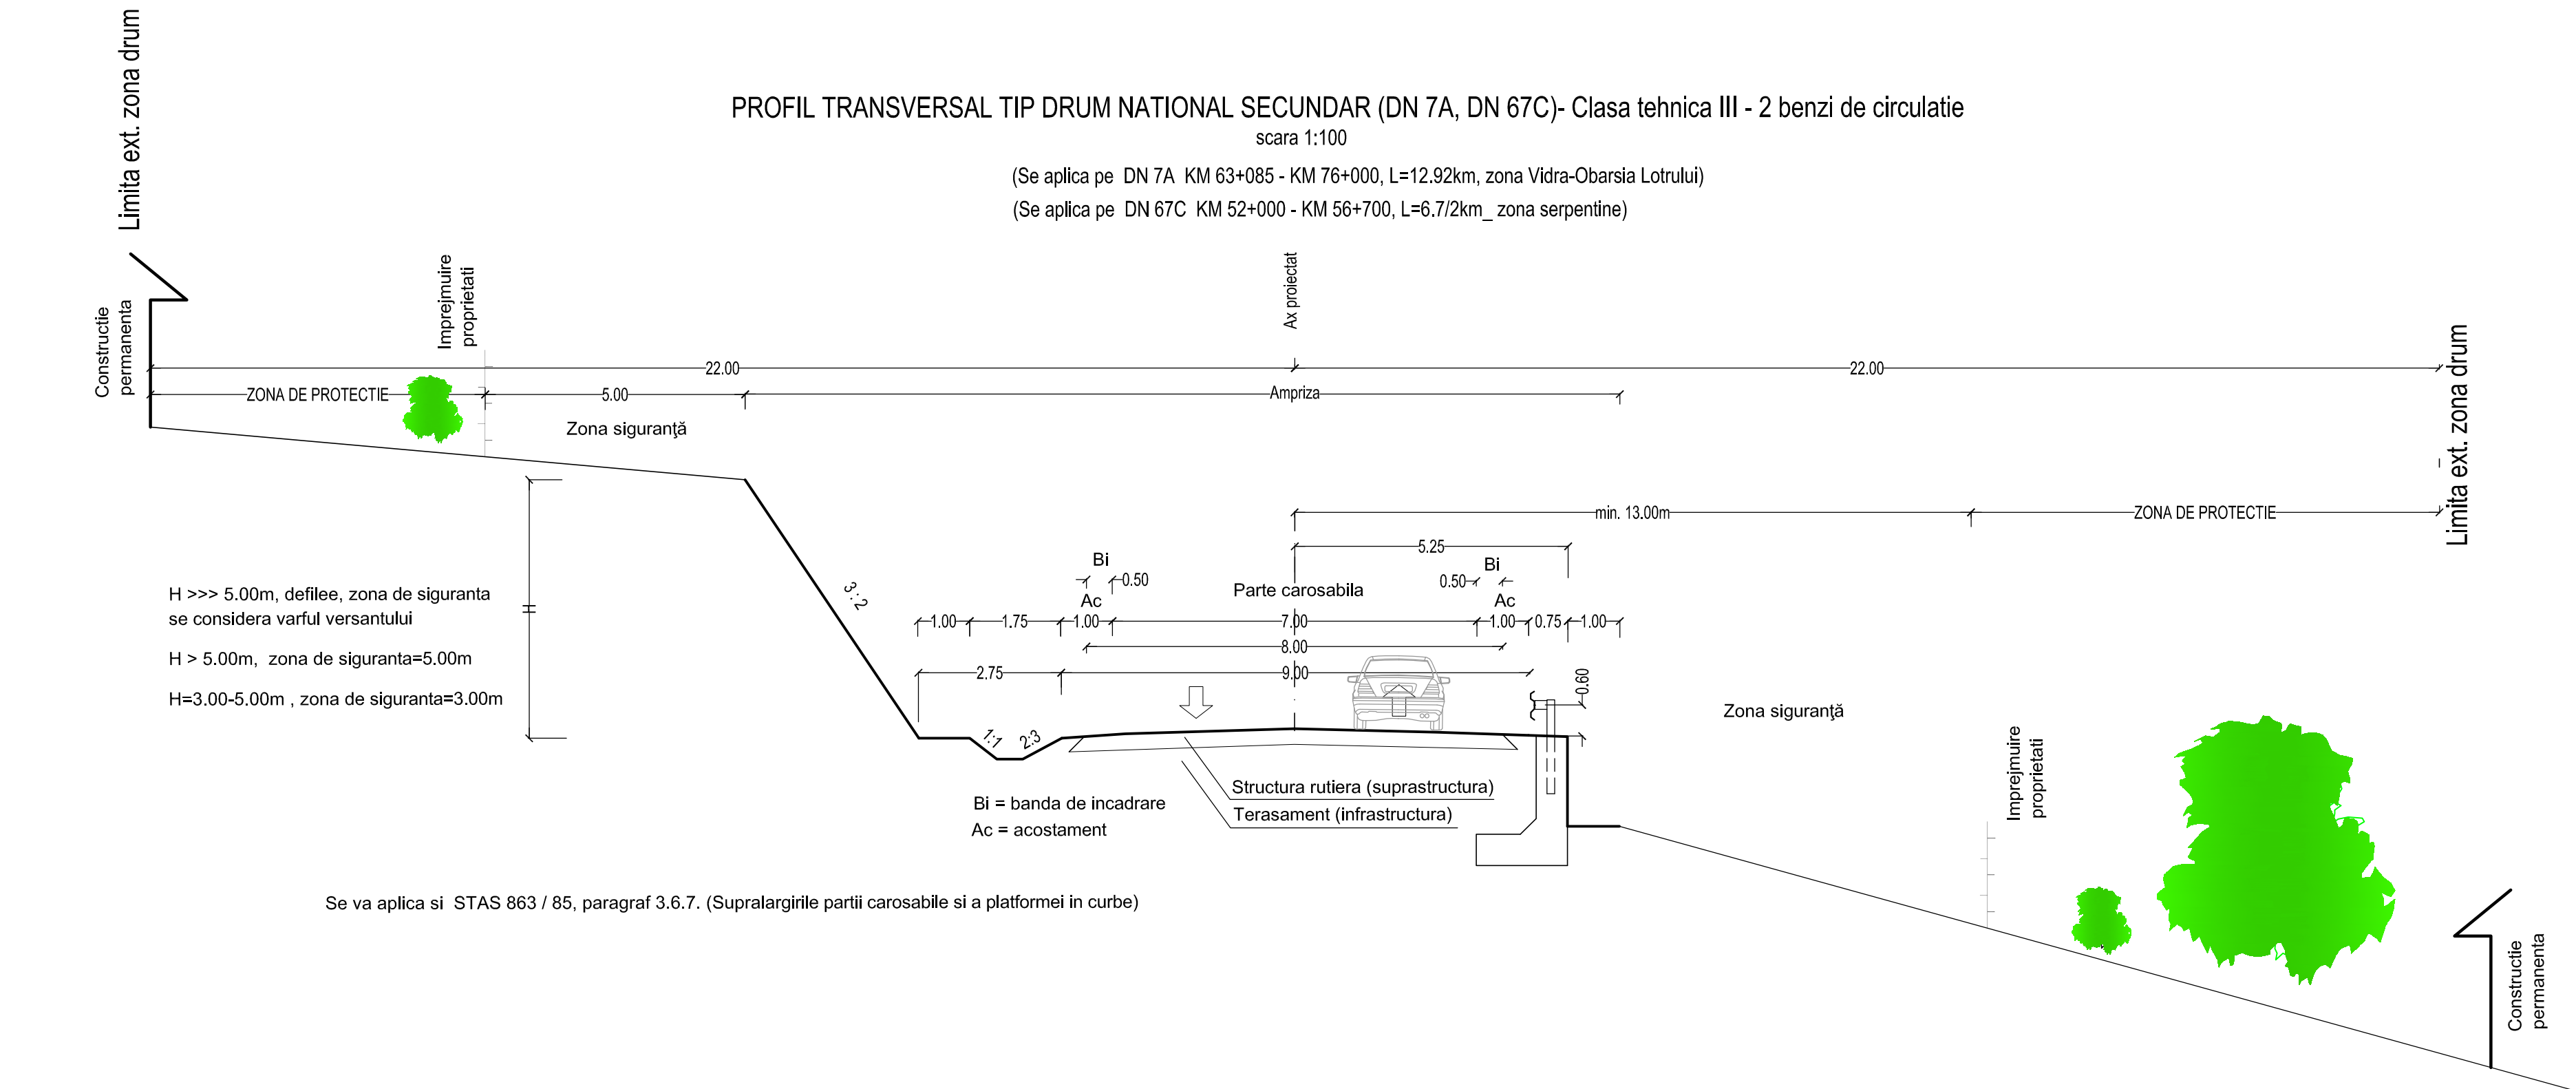 Limita ext. zona drum
PROFIL TRANSVERSAL TIP DRUM NATIONAL SECUNDAR (DN 7A, DN 67C)- Clasa tehnica III - 2 benzi de circulatie
scara 1:100
(Se aplica pe DN 7A KM 63+085 - KM 76+000, L=12.92km, zona Vidra-Obarsia Lotrului)
(Se aplica pe DN 67C KM 52+000 - KM 56+700, L=6.7/2km_ zona serpentine)
Constructie
permanenta
Imprejmuire
proprietati
Ax proiectat
Limita ext. zona drum
22.00
22.00
ZONA DE PROTECTIE
5.00
Ampriza
Zona siguranţă
min. 13.00m
ZONA DE PROTECTIE
5.25
Bi
Bi
0.50
0.50
Parte carosabila
Ac
Ac
3:2
H
H >>> 5.00m, defilee, zona de siguranta
se considera varful versantului
H > 5.00m, zona de siguranta=5.00m
H=3.00-5.00m , zona de siguranta=3.00m
1.00
1.75
1.00
7.00
1.00
0.75
1.00
8.00
2.75
9.00
0.60
Zona siguranţă
1:1
2:3
Structura rutiera (suprastructura)
Terasament (infrastructura)
Bi = banda de incadrare
Ac = acostament
Imprejmuire
proprietati
Se va aplica si STAS 863 / 85, paragraf 3.6.7. (Supralargirile partii carosabile si a platformei in curbe)
Constructie
permanenta